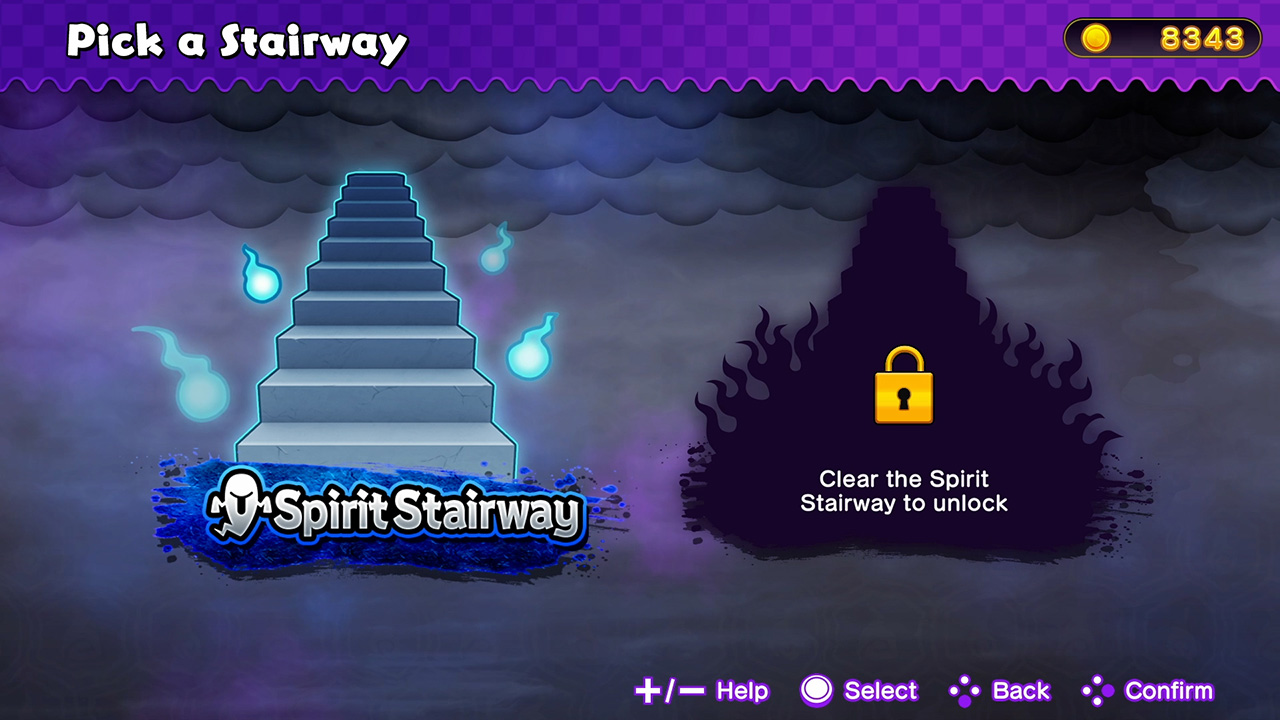 Pick a Stairway
8343
Spirit Stairway
Clear the Spirit
Stairway to unlock
+/− Help
Select
Back
Confirm